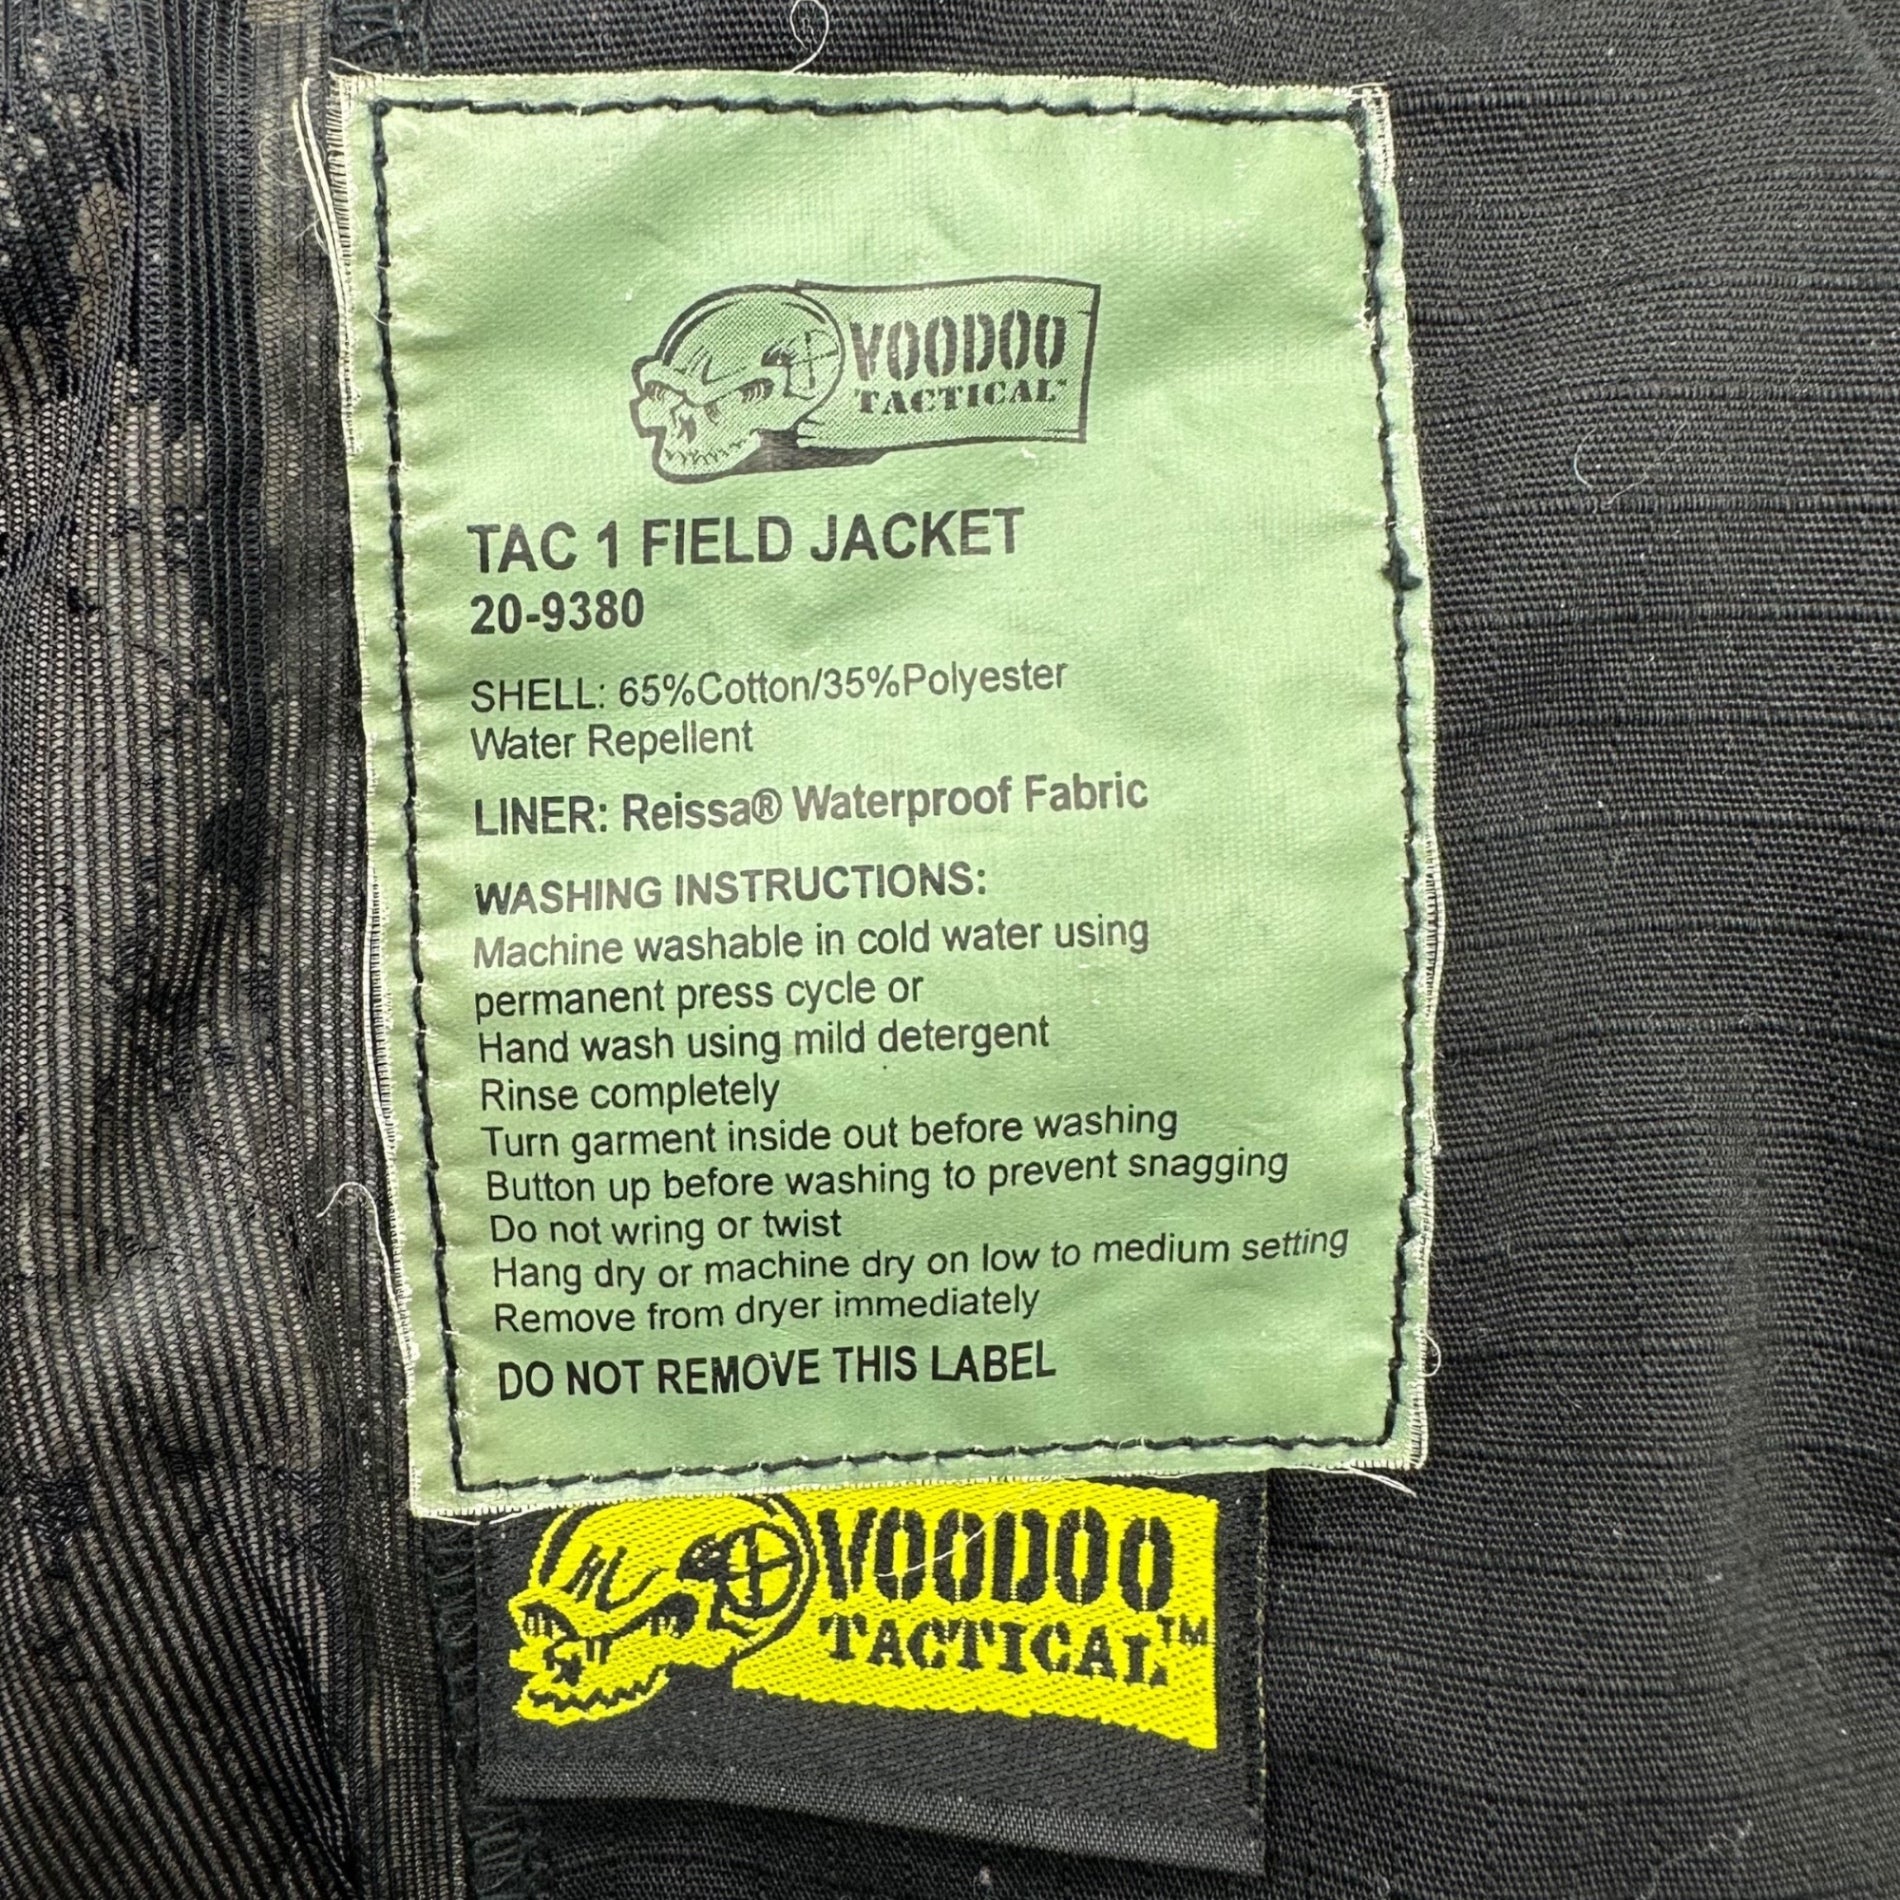 VOODOO
TACTICAL™
TAC 1 FIELD JACKET
20-9380
SHELL: 65%Cotton/35%Polyester
Water Repellent
LINER: Reissa® Waterproof Fabric
WASHING INSTRUCTIONS:
Machine washable in cold water using
permanent press cycle or
Hand wash using mild detergent
Rinse completely
Turn garment inside out before washing
Button up before washing to prevent snagging
Do not wring or twist
Hang dry or machine dry on low to medium setting
Remove from dryer immediately
DO NOT REMOVE THIS LABEL
VOODOO
TACTICAL™